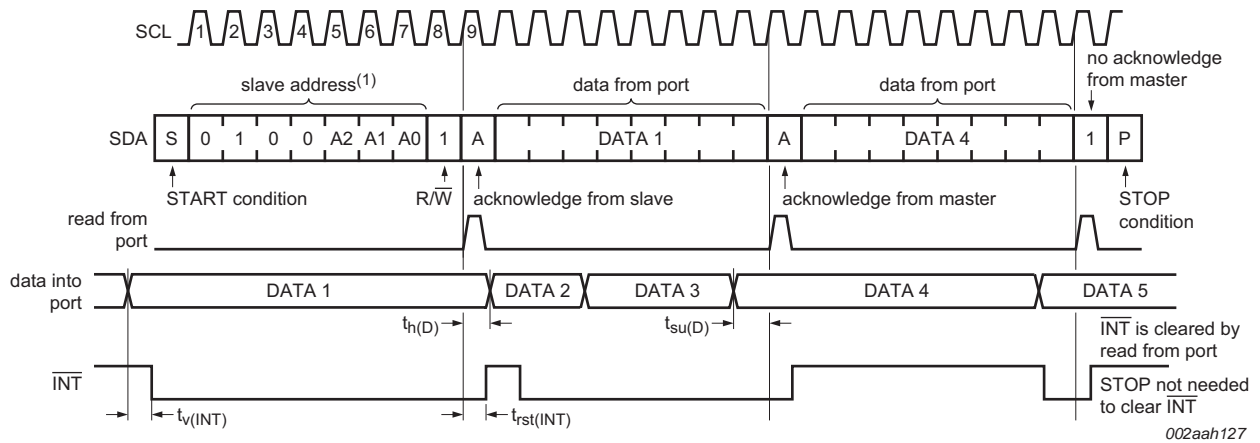 SCL 1 2 3 4 5 6 7 8 9
no acknowledge
from master
slave address(1) data from port data from port
SDA S 0 1 0 0 A2 A1 A0 1 A DATA 1 A DATA 4 1 P
START condition R/W̅ acknowledge from slave acknowledge from master STOP
condition
read from
port
data into
port
DATA 1 DATA 2 DATA 3 DATA 4 DATA 5
th(D) tsu(D)
I̅N̅T̅ is cleared by
read from port
I̅N̅T̅
STOP not needed
to clear I̅N̅T̅
tv(INT) trst(INT)
002aah127